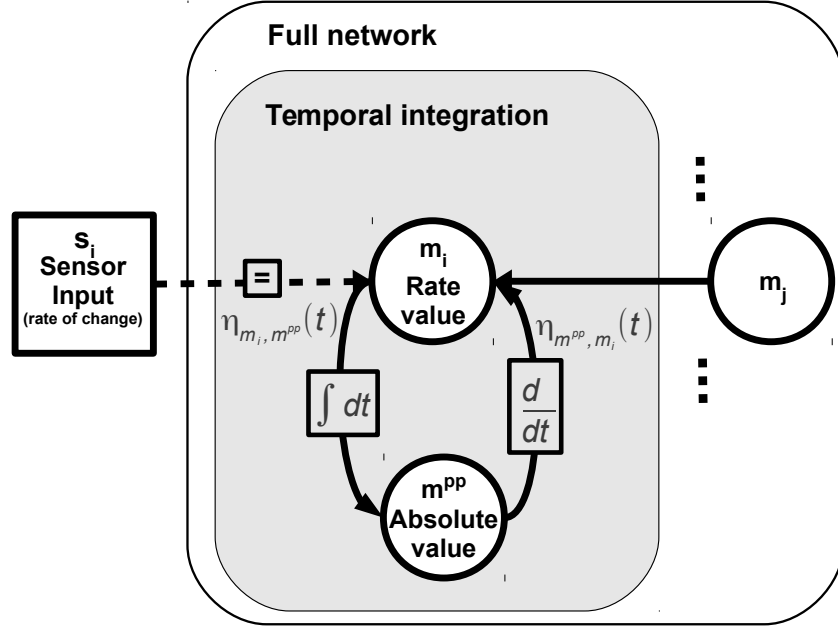 Full network
Temporal integration
s_i
Sensor
Input
(rate of change)
=
m_i
Rate
value
m_j
η_{m_i, m^{pp}}(t)
η_{m^{pp}, m_i}(t)
∫ dt
d/dt
m^{pp}
Absolute
value